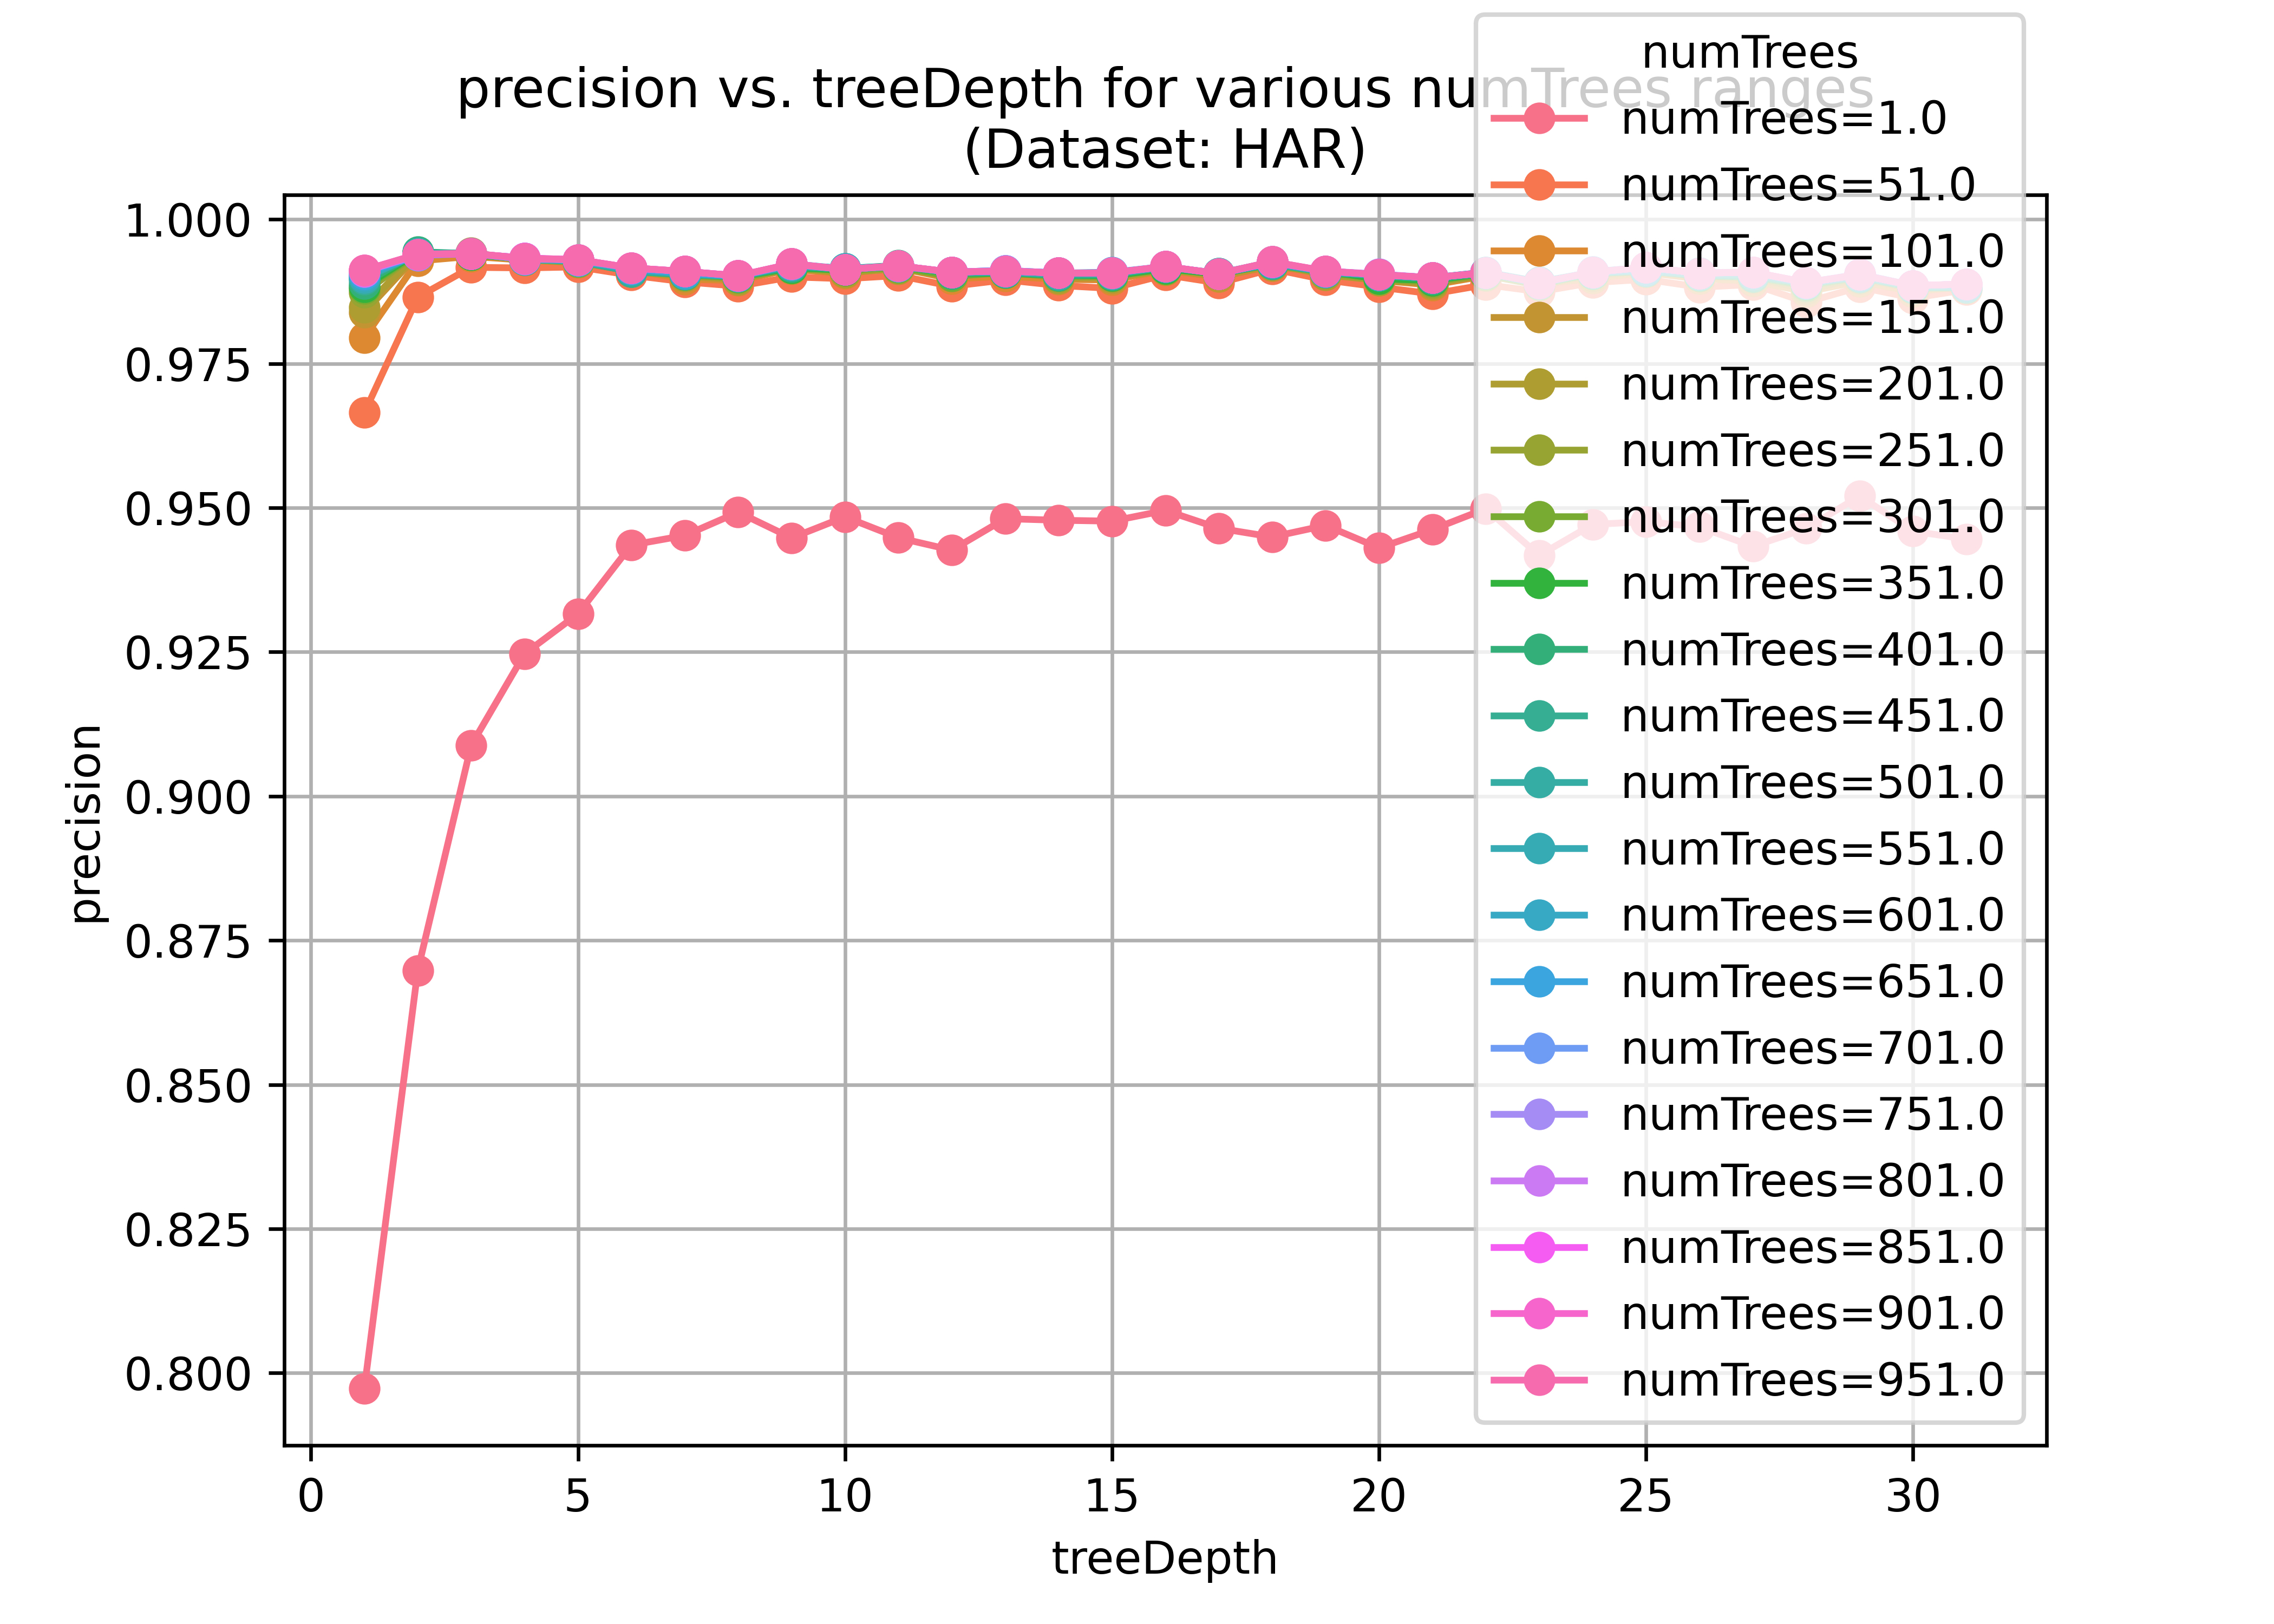 precision vs. treeDepth for various numTrees ranges
(Dataset: HAR)
numTrees
numTrees=1.0
numTrees=51.0
numTrees=101.0
numTrees=151.0
numTrees=201.0
numTrees=251.0
numTrees=301.0
numTrees=351.0
numTrees=401.0
numTrees=451.0
numTrees=501.0
numTrees=551.0
numTrees=601.0
numTrees=651.0
numTrees=701.0
numTrees=751.0
numTrees=801.0
numTrees=851.0
numTrees=901.0
numTrees=951.0
precision
1.000
0.975
0.950
0.925
0.900
0.875
0.850
0.825
0.800
0 5 10 15 20 25 30
treeDepth